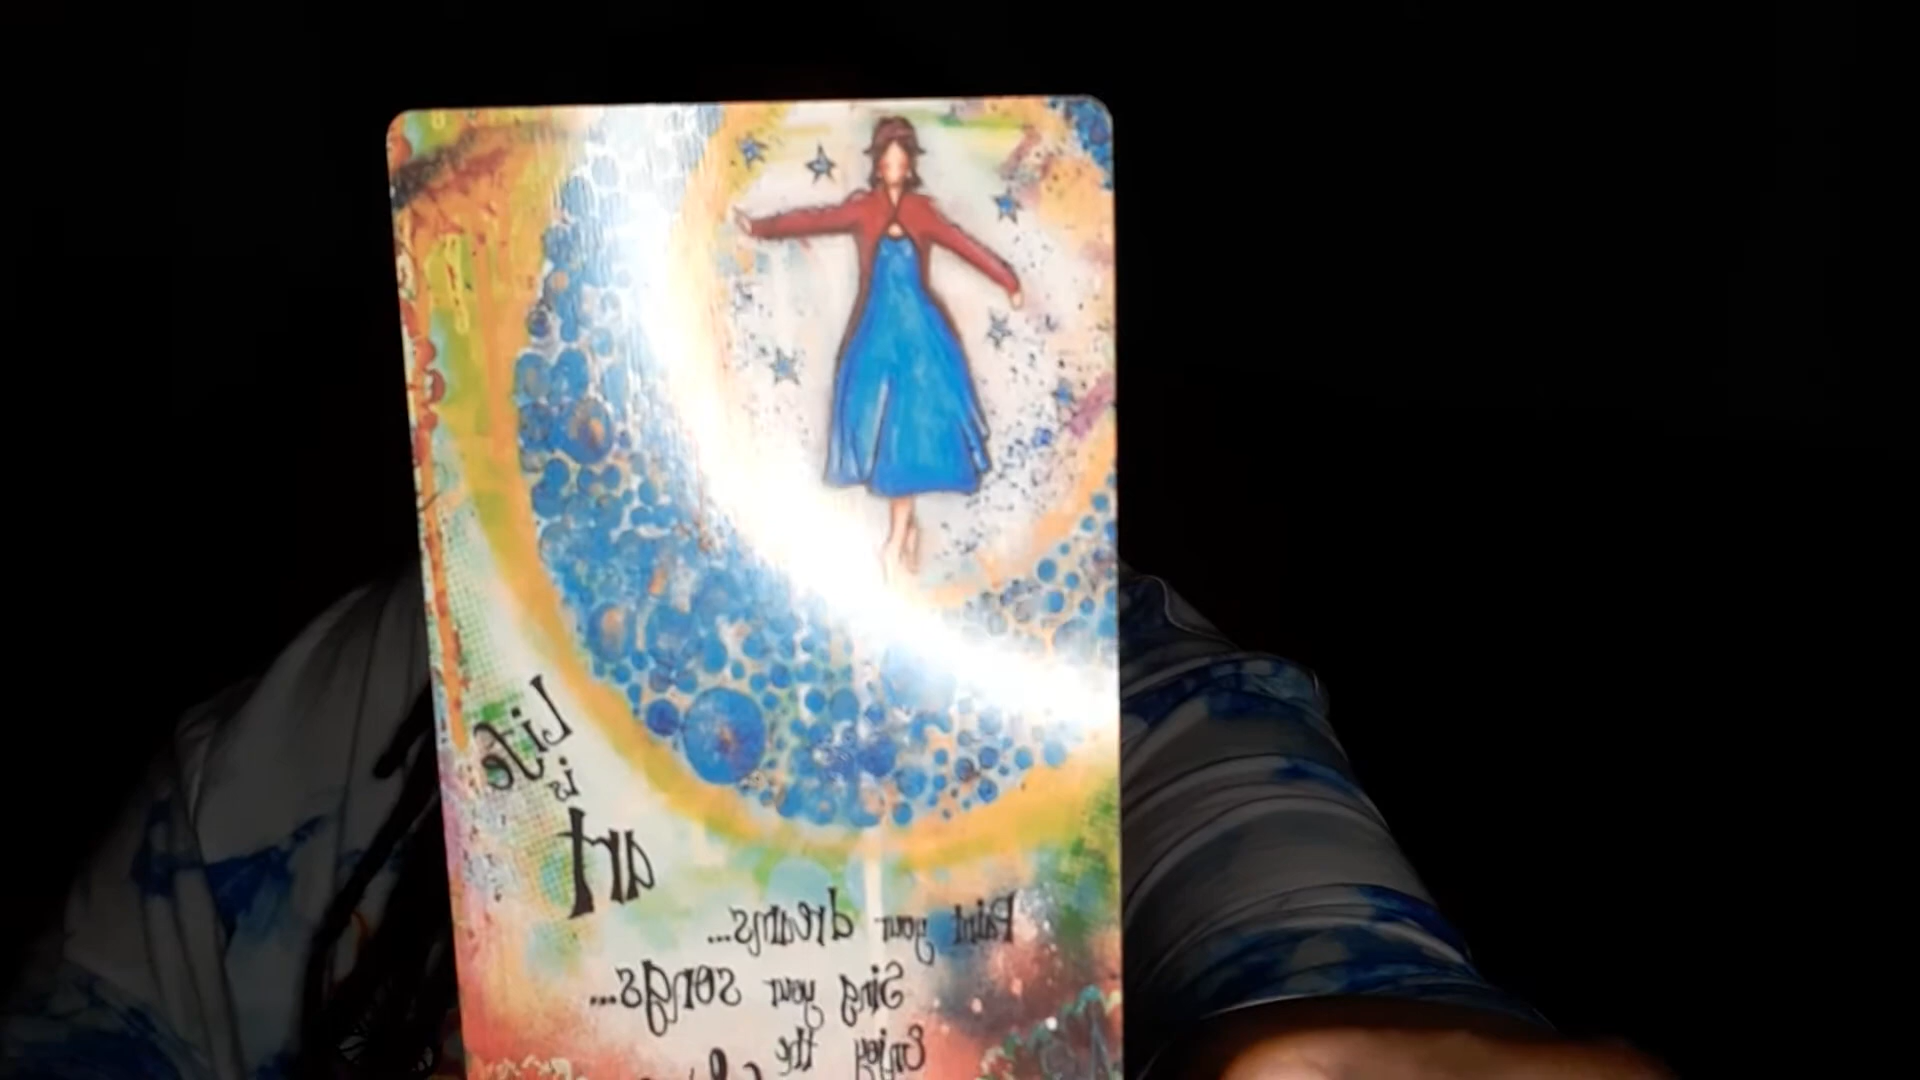 Life
is
art
Paint your dreams...
Sing your songs...
Enjoy the